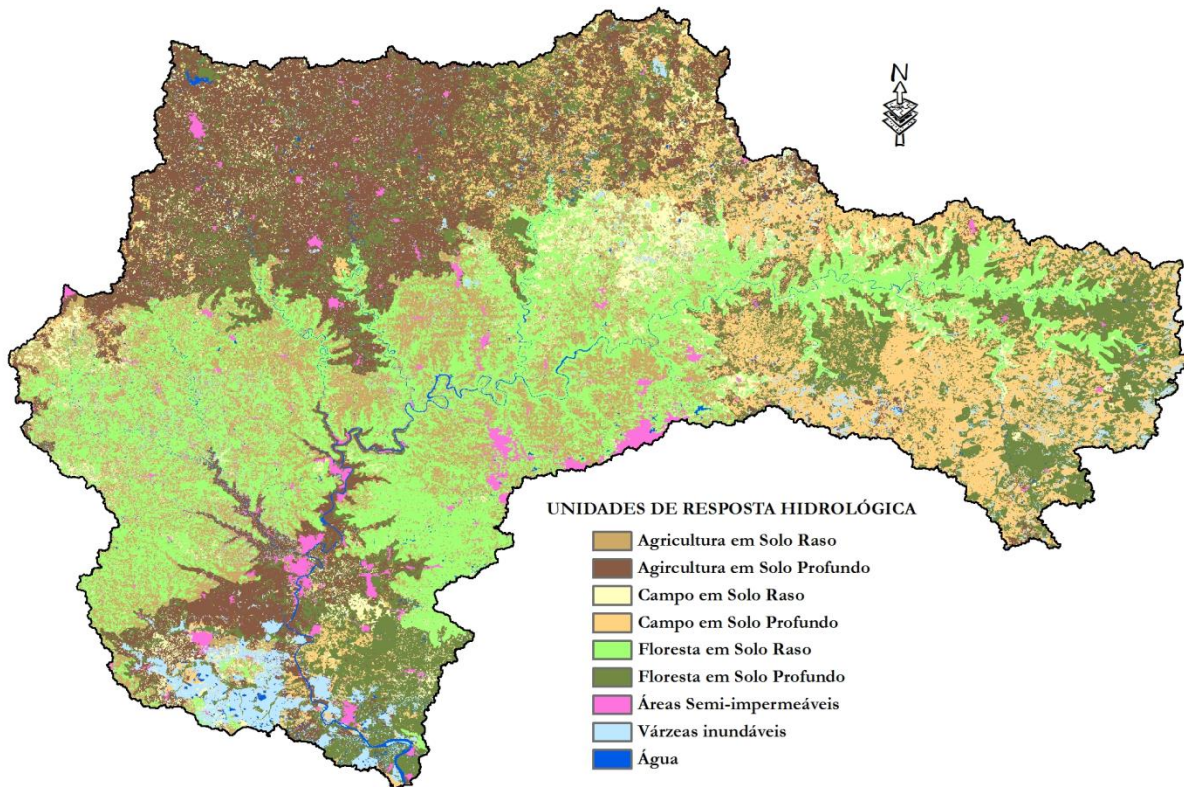 N
UNIDADES DE RESPOSTA HIDROLÓGICA
Agricultura em Solo Raso
Agircultura em Solo Profundo
Campo em Solo Raso
Campo em Solo Profundo
Floresta em Solo Raso
Floresta em Solo Profundo
Áreas Semi-impermeáveis
Várzeas inundáveis
Água